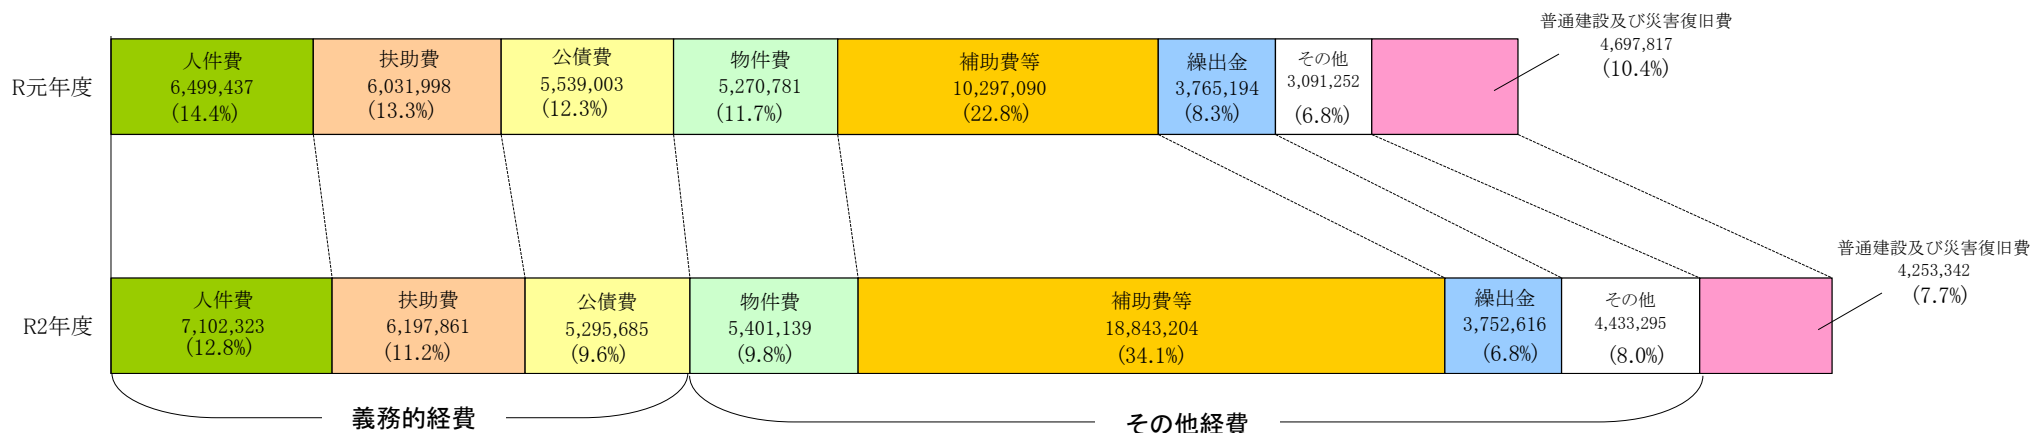 普通建設及び災害復旧費
4,697,817
(10.4%)
R元年度
人件費
6,499,437
(14.4%)
扶助費
6,031,998
(13.3%)
公債費
5,539,003
(12.3%)
物件費
5,270,781
(11.7%)
補助費等
10,297,090
(22.8%)
繰出金
3,765,194
(8.3%)
その他
3,091,252
(6.8%)
普通建設及び災害復旧費
4,253,342
(7.7%)
R2年度
人件費
7,102,323
(12.8%)
扶助費
6,197,861
(11.2%)
公債費
5,295,685
(9.6%)
物件費
5,401,139
(9.8%)
補助費等
18,843,204
(34.1%)
繰出金
3,752,616
(6.8%)
その他
4,433,295
(8.0%)
義務的経費
その他経費